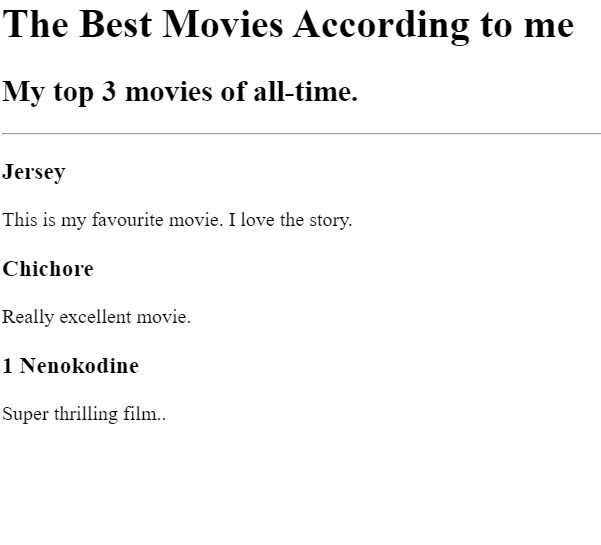 The Best Movies According to me
My top 3 movies of all-time.
Jersey
This is my favourite movie. I love the story.
Chichore
Really excellent movie.
1 Nenokodine
Super thrilling film..